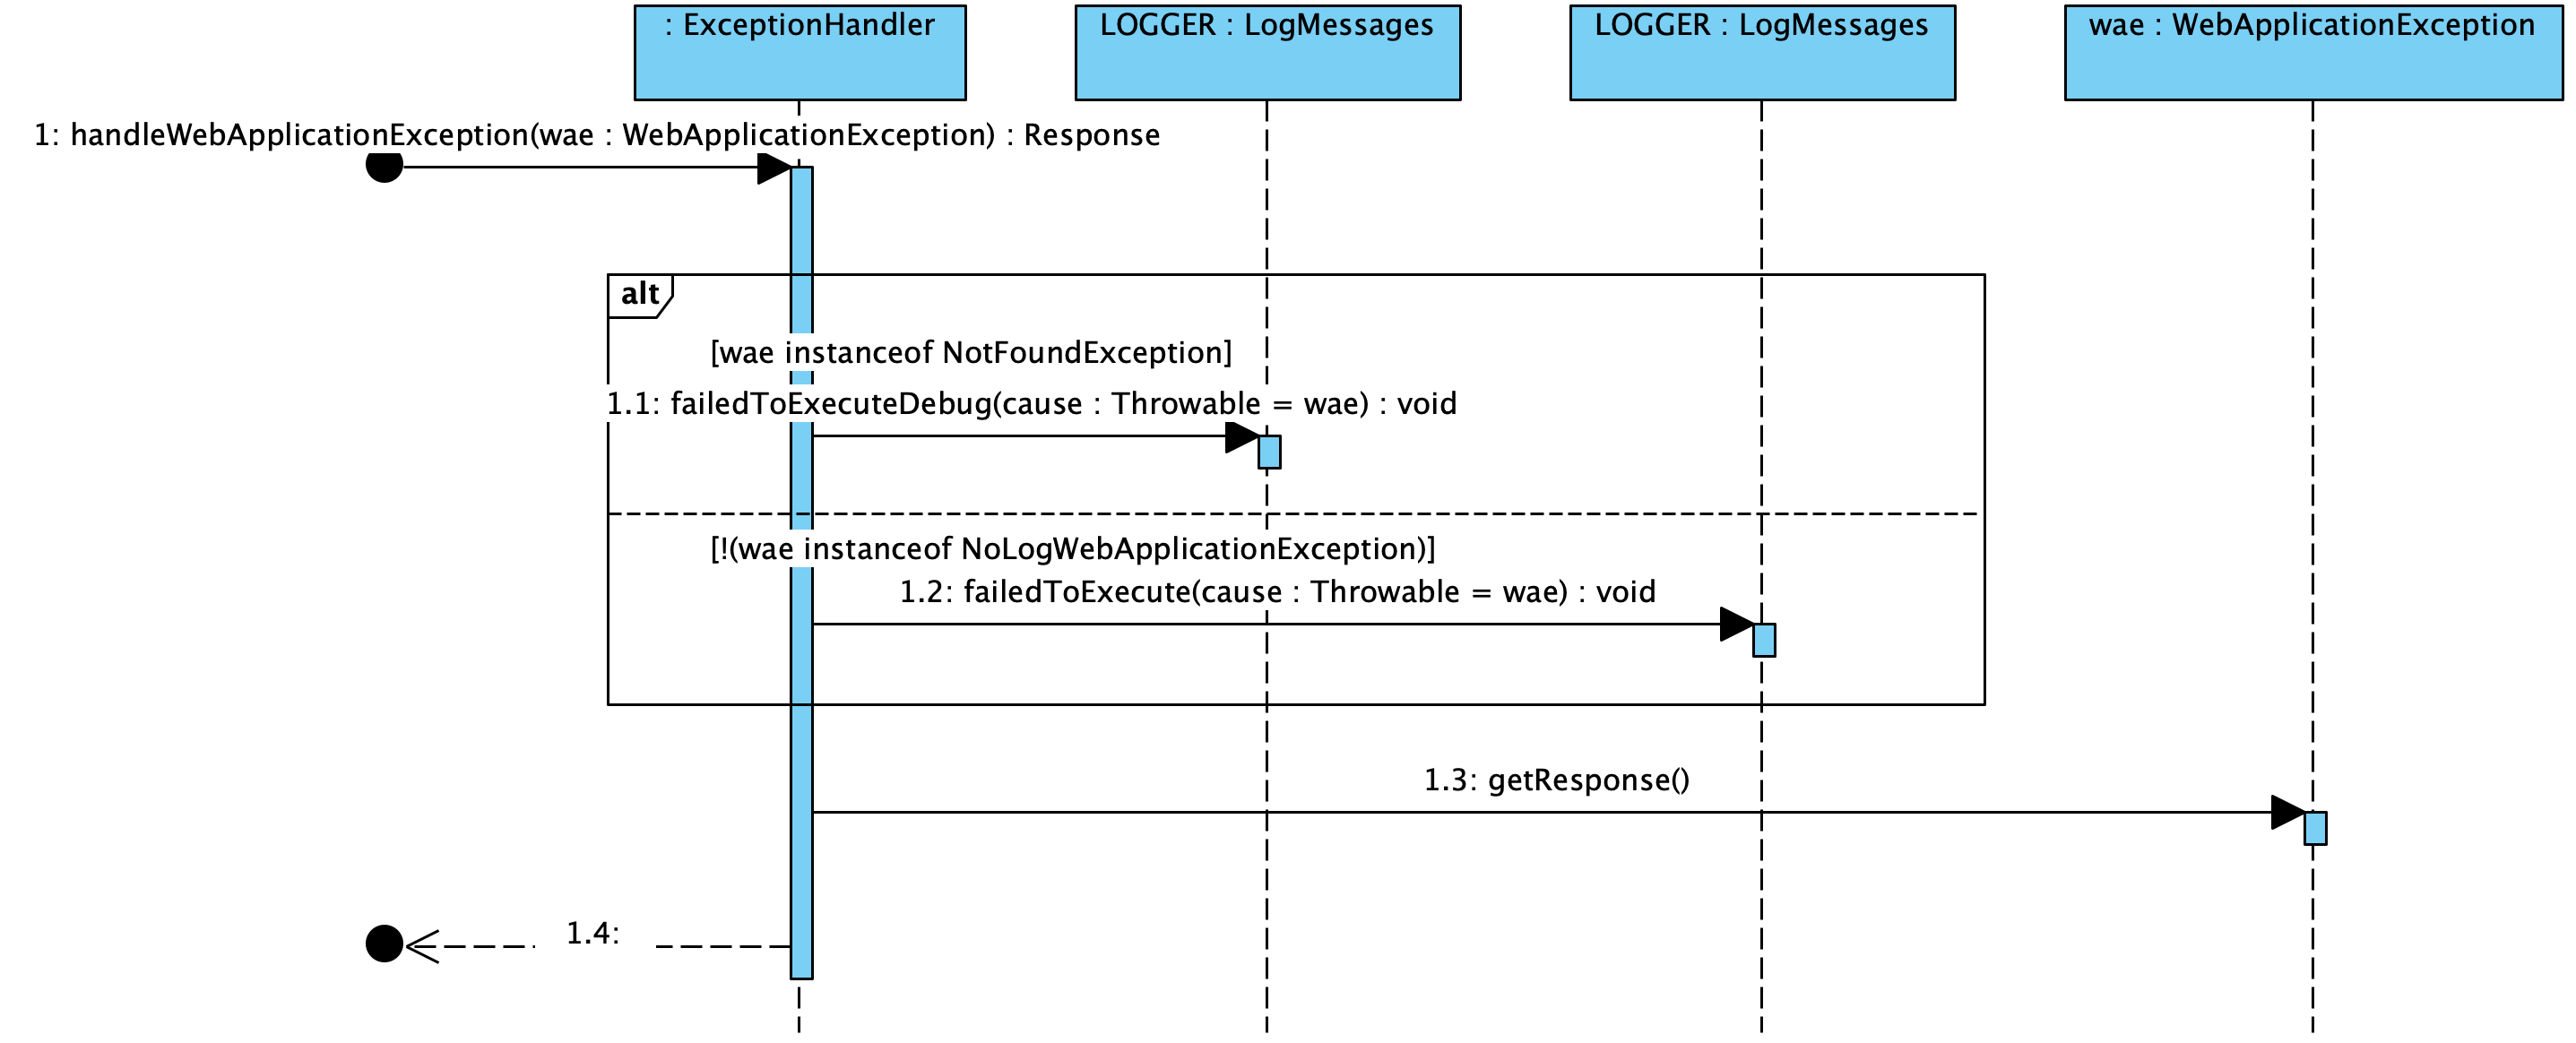 : ExceptionHandler
LOGGER : LogMessages
LOGGER : LogMessages
wae : WebApplicationException
1: handleWebApplicationException(wae : WebApplicationException) : Response
alt
[wae instanceof NotFoundException]
1.1: failedToExecuteDebug(cause : Throwable = wae) : void
[!(wae instanceof NoLogWebApplicationException)]
1.2: failedToExecute(cause : Throwable = wae) : void
1.3: getResponse()
1.4: